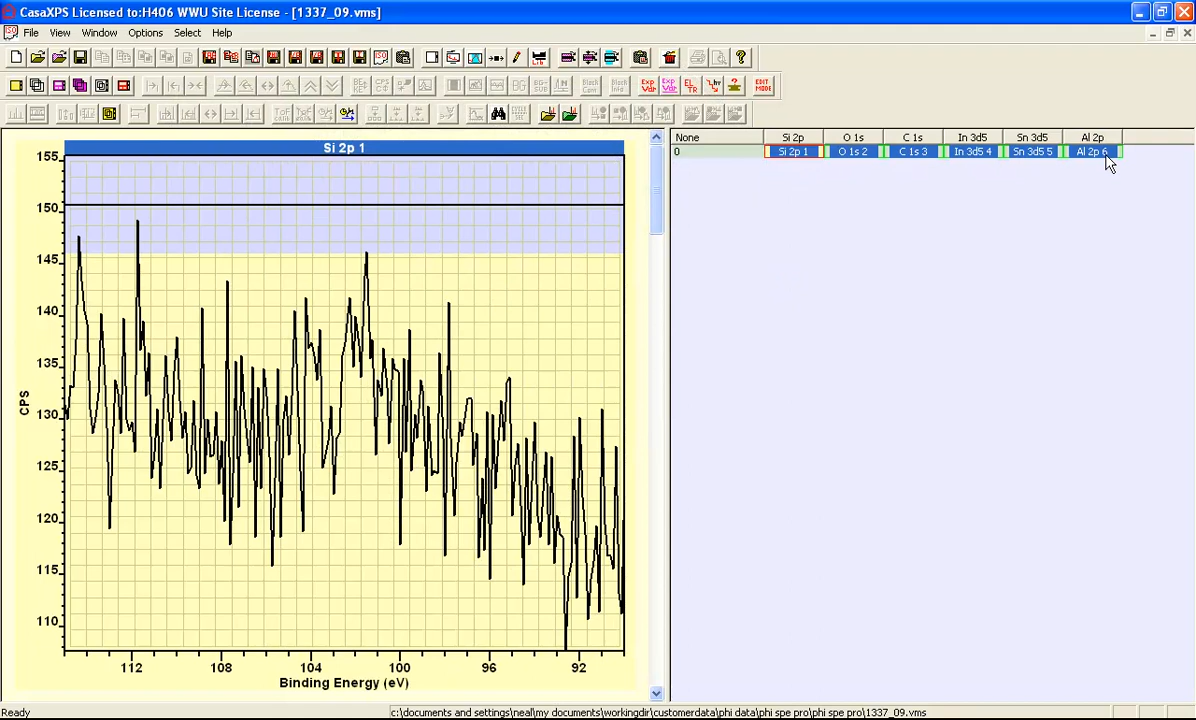 CasaXPS Licensed to:H406 WWU Site License - [1337_09.vms]
File View Window Options Select Help
Si 2p 1
155
150
145
140
135
130
125
120
115
110
CPS
112 108 104 100 96 92
Binding Energy (eV)
None Si 2p O 1s C 1s In 3d5 Sn 3d5 Al 2p
0 Si 2p 1 O 1s 2 C 1s 3 In 3d5 4 Sn 3d5 5 Al 2p 6
Ready c:\documents and settings\neal\my documents\workingdir\customerdata\phi data\phi spe pro\phi spe pro\1337_09.vms